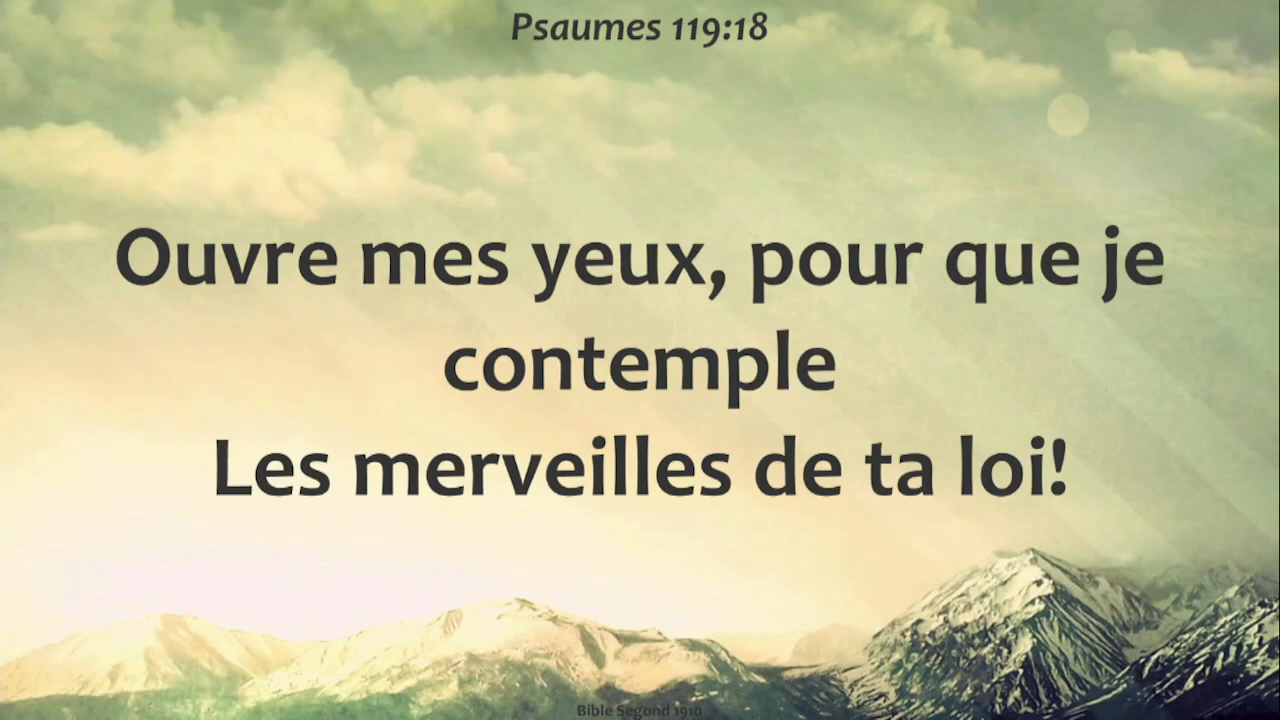 Psaumes 119:18
Ouvre mes yeux, pour que je
contemple
Les merveilles de ta loi!
Bible Segond 1910